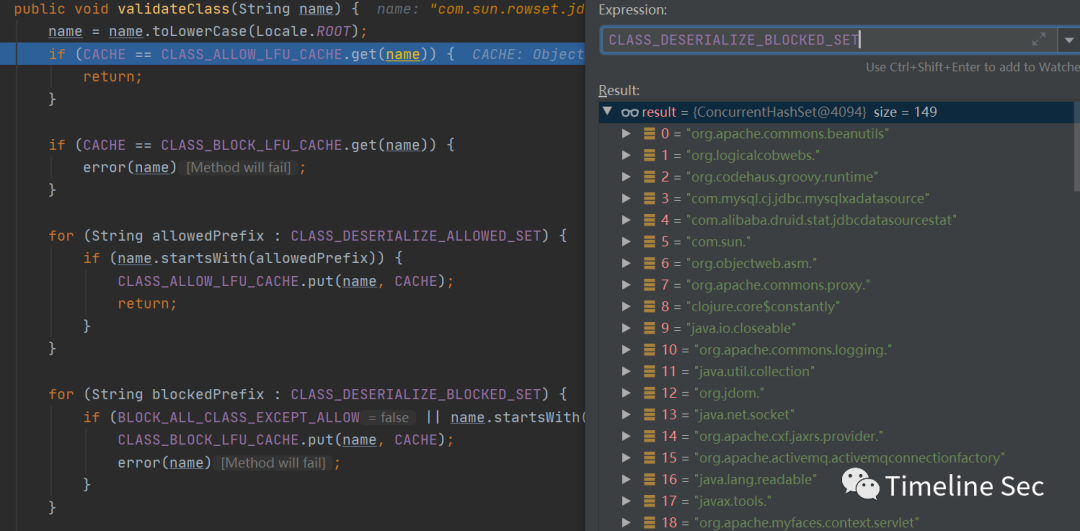 public void validateClass(String name) {  name: "com.sun.rowset.jd
name = name.toLowerCase(Locale.ROOT);
if (CACHE == CLASS_ALLOW_LFU_CACHE.get(name)) {  CACHE: Object
return;
}
if (CACHE == CLASS_BLOCK_LFU_CACHE.get(name)) {
error(name) [Method will fail] ;
}
for (String allowedPrefix : CLASS_DESERIALIZE_ALLOWED_SET) {
if (name.startsWith(allowedPrefix)) {
CLASS_ALLOW_LFU_CACHE.put(name, CACHE);
return;
}
}
for (String blockedPrefix : CLASS_DESERIALIZE_BLOCKED_SET) {
if (BLOCK_ALL_CLASS_EXCEPT_ALLOW = false || name.startsWith(
CLASS_BLOCK_LFU_CACHE.put(name, CACHE);
error(name) [Method will fail] ;
}
}
Expression:
CLASS_DESERIALIZE_BLOCKED_SET
Use Ctrl+Shift+Enter to add to Watche
Result:
result = {ConcurrentHashSet@4094} size = 149
0 = "org.apache.commons.beanutils"
1 = "org.logicalcobwebs."
2 = "org.codehaus.groovy.runtime"
3 = "com.mysql.cj.jdbc.mysqlxadatasource"
4 = "com.alibaba.druid.stat.jdbcdatasourcestat"
5 = "com.sun."
6 = "org.objectweb.asm."
7 = "org.apache.commons.proxy."
8 = "clojure.core$constantly"
9 = "java.io.closeable"
10 = "org.apache.commons.logging."
11 = "java.util.collection"
12 = "org.jdom."
13 = "java.net.socket"
14 = "org.apache.cxf.jaxrs.provider."
15 = "org.apache.activemq.activemqconnectionfactory"
16 = "java.lang.readable"
17 = "javax.tools."
18 = "org.apache.myfaces.context.servlet"
Timeline Sec